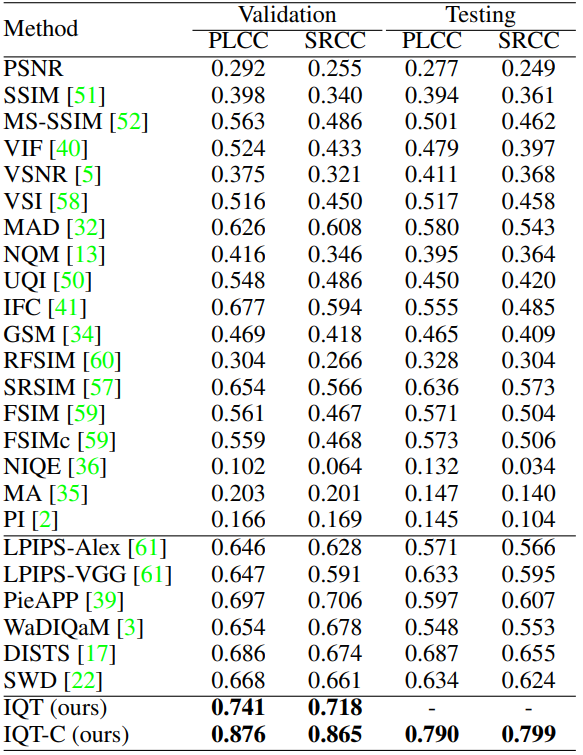 Method Validation Testing
PLCC SRCC PLCC SRCC
PSNR 0.292 0.255 0.277 0.249
SSIM [51] 0.398 0.340 0.394 0.361
MS-SSIM [52] 0.563 0.486 0.501 0.462
VIF [40] 0.524 0.433 0.479 0.397
VSNR [5] 0.375 0.321 0.411 0.368
VSI [58] 0.516 0.450 0.517 0.458
MAD [32] 0.626 0.608 0.580 0.543
NQM [13] 0.416 0.346 0.395 0.364
UQI [50] 0.548 0.486 0.450 0.420
IFC [41] 0.677 0.594 0.555 0.485
GSM [34] 0.469 0.418 0.465 0.409
RFSIM [60] 0.304 0.266 0.328 0.304
SRSIM [57] 0.654 0.566 0.636 0.573
FSIM [59] 0.561 0.467 0.571 0.504
FSIMc [59] 0.559 0.468 0.573 0.506
NIQE [36] 0.102 0.064 0.132 0.034
MA [35] 0.203 0.201 0.147 0.140
PI [2] 0.166 0.169 0.145 0.104
LPIPS-Alex [61] 0.646 0.628 0.571 0.566
LPIPS-VGG [61] 0.647 0.591 0.633 0.595
PieAPP [39] 0.697 0.706 0.597 0.607
WaDIQaM [3] 0.654 0.678 0.548 0.553
DISTS [17] 0.686 0.674 0.687 0.655
SWD [22] 0.668 0.661 0.634 0.624
IQT (ours) 0.741 0.718 - -
IQT-C (ours) 0.876 0.865 0.790 0.799